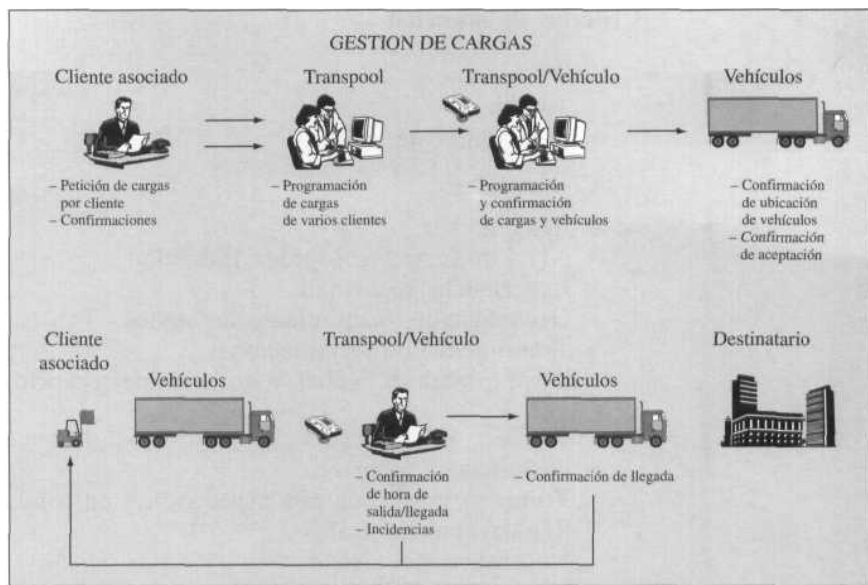 GESTION DE CARGAS
Cliente asociado
Transpool
Transpool/Vehículo
Vehículos
– Petición de cargas
por cliente
– Confirmaciones
– Programación
de cargas
de varios clientes
– Programación
y confirmación
de cargas y vehículos
– Confirmación
de ubicación
de vehículos
– Confirmación
de aceptación
Cliente
asociado
Vehículos
Transpool/Vehículo
Vehículos
Destinatario
– Confirmación
de hora de
salida/llegada
– Incidencias
– Confirmación de llegada